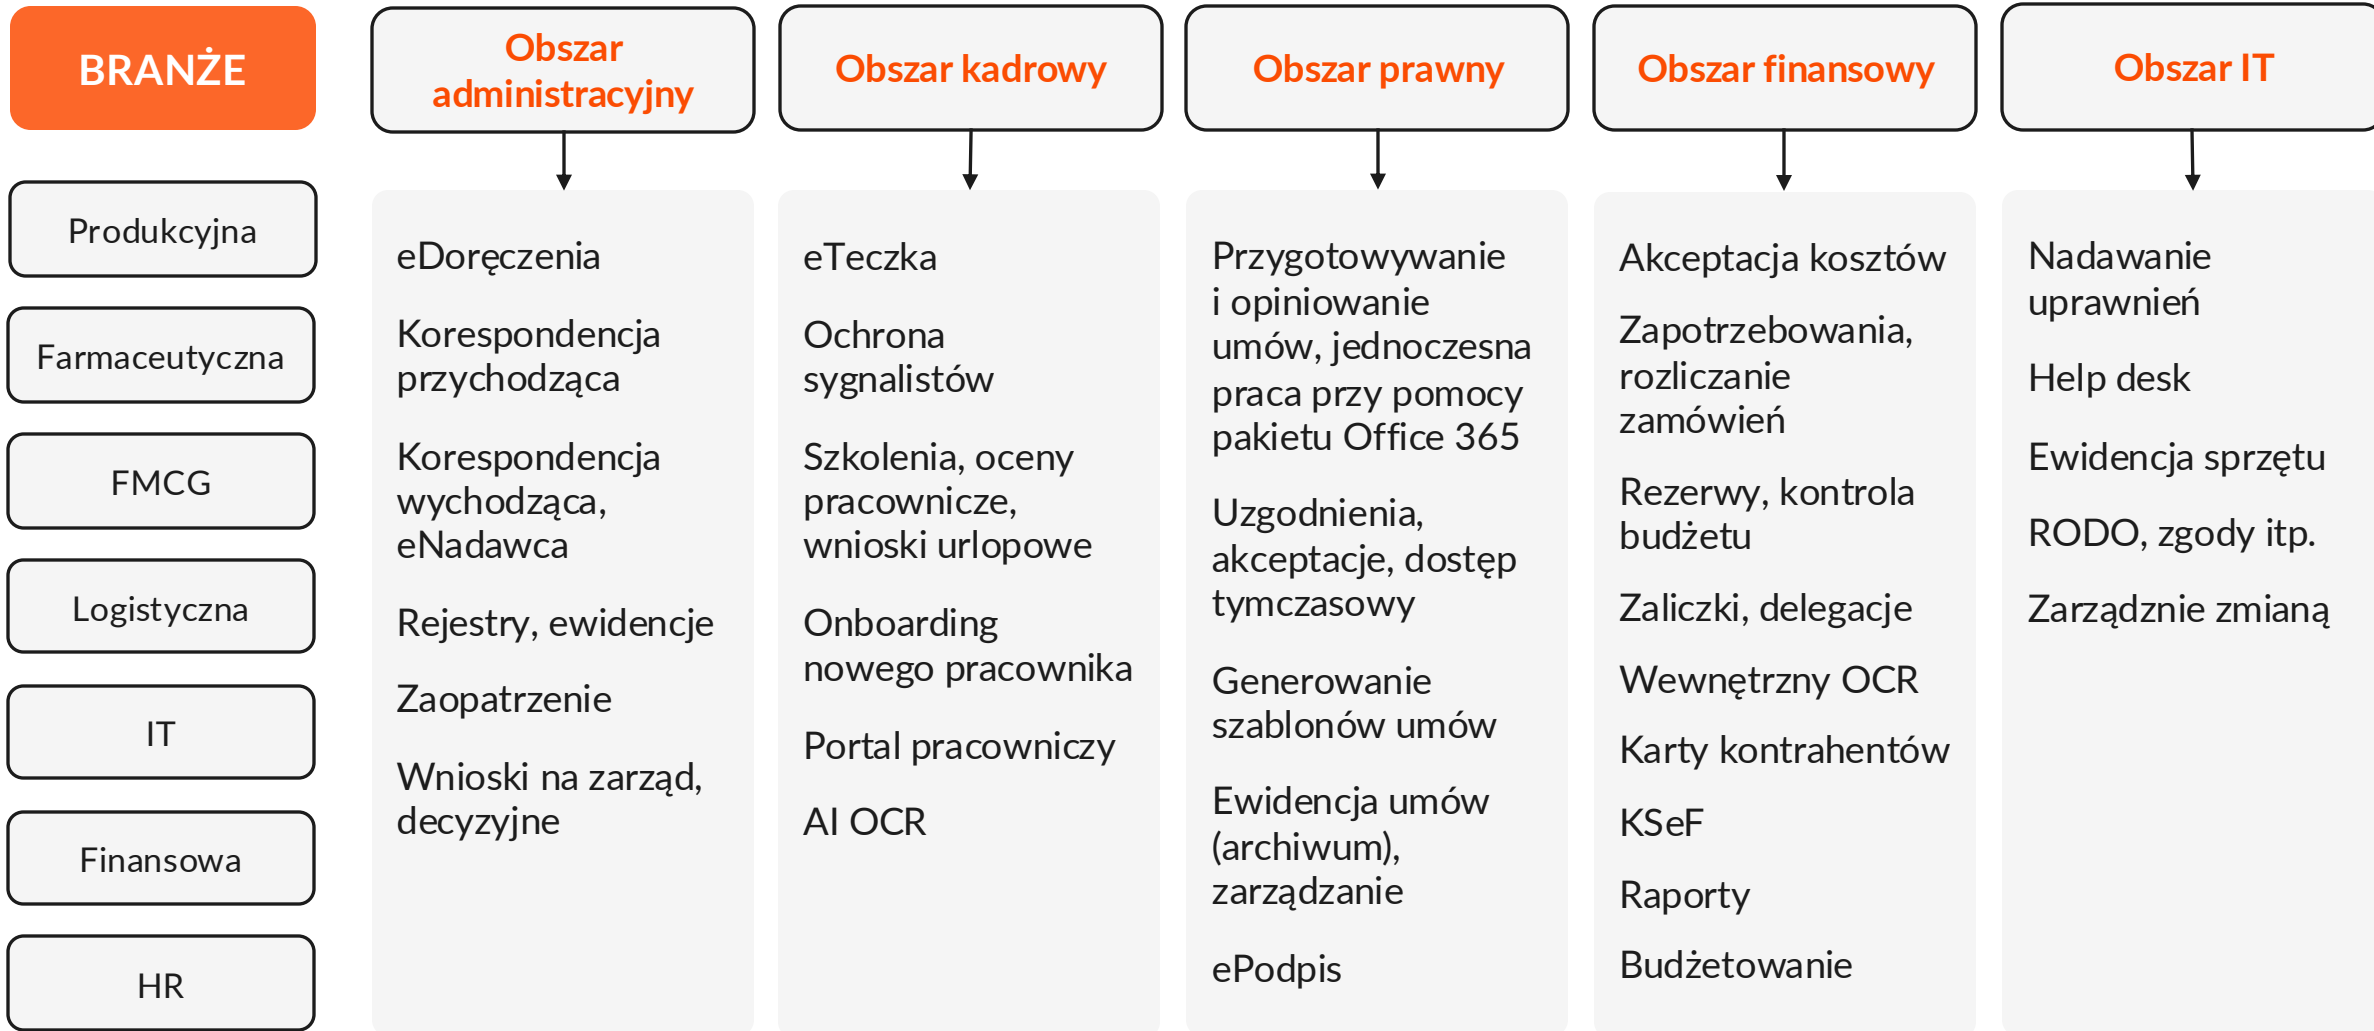 BRANŻE
Produkcyjna
Farmaceutyczna
FMCG
Logistyczna
IT
Finansowa
HR
Obszar
administracyjny
eDoręczenia
Korespondencja
przychodząca
Korespondencja
wychodząca,
eNadawca
Rejestry, ewidencje
Zaopatrzenie
Wnioski na zarząd,
decyzyjne
Obszar kadrowy
eTeczka
Ochrona
sygnalistów
Szkolenia, oceny
pracownicze,
wnioski urlopowe
Onboarding
nowego pracownika
Portal pracowniczy
AI OCR
Obszar prawny
Przygotowywanie
i opiniowanie
umów, jednoczesna
praca przy pomocy
pakietu Office 365
Uzgodnienia,
akceptacje, dostęp
tymczasowy
Generowanie
szablonów umów
Ewidencja umów
(archiwum),
zarządzanie
ePodpis
Obszar finansowy
Akceptacja kosztów
Zapotrzebowania,
rozliczanie
zamówień
Rezerwy, kontrola
budżetu
Zaliczki, delegacje
Wewnętrzny OCR
Karty kontrahentów
KSeF
Raporty
Budżetowanie
Obszar IT
Nadawanie
uprawnień
Help desk
Ewidencja sprzętu
RODO, zgody itp.
Zarządznie zmianą